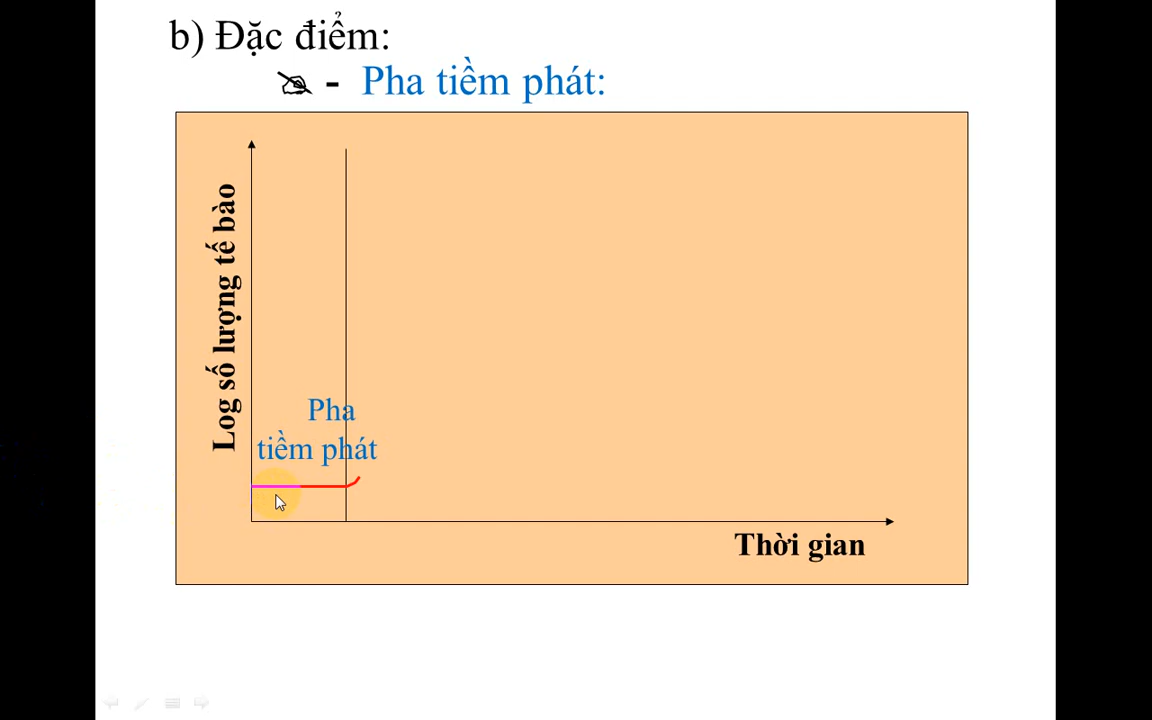 b) Đặc điểm:
- Pha tiềm phát:
Log số lượng tế bào
Pha
tiềm phát
Thời gian